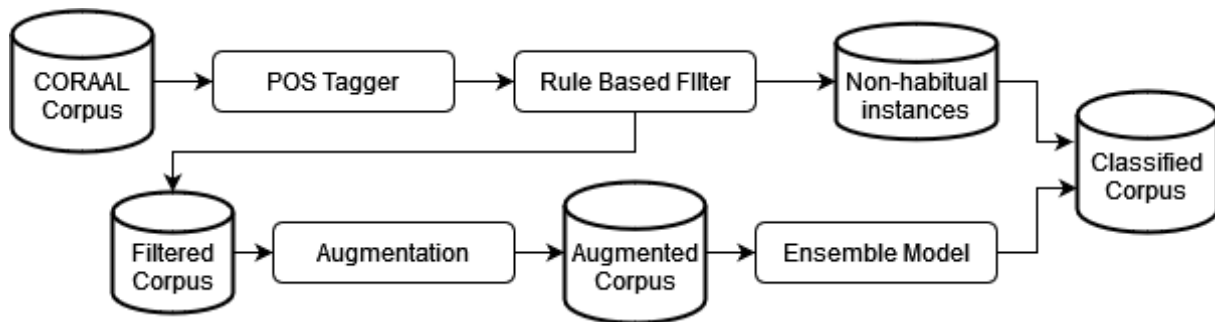 CORAAL
Corpus
POS Tagger
Rule Based FIlter
Non-habitual
instances
Classified
Corpus
Filtered
Corpus
Augmentation
Augmented
Corpus
Ensemble Model